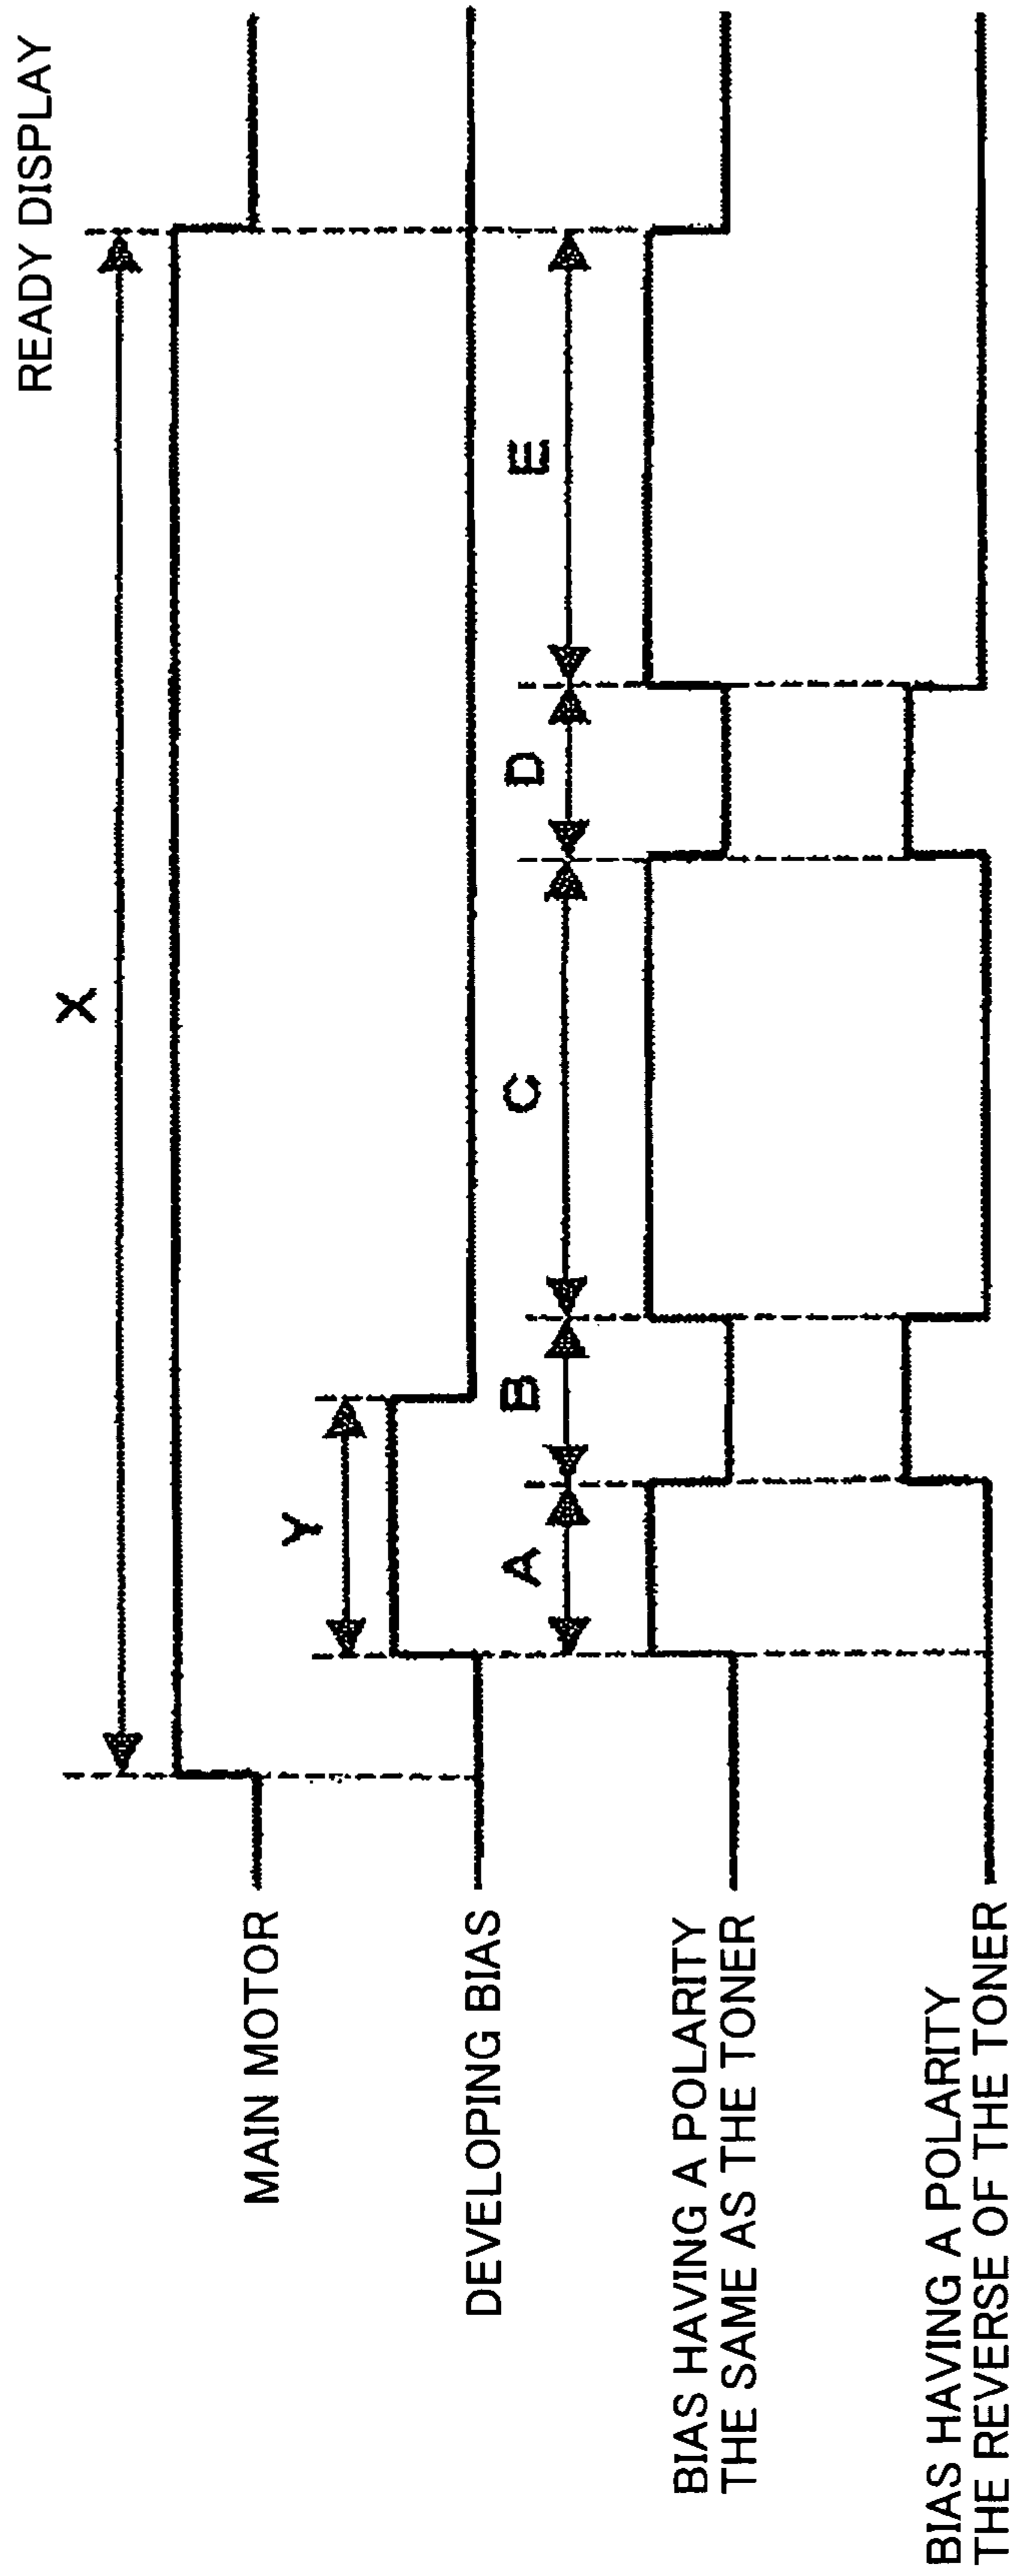 READY DISPLAY
X
MAIN MOTOR
Y
DEVELOPING BIAS
A
B
C
D
E
BIAS HAVING A POLARITY
THE SAME AS THE TONER
BIAS HAVING A POLARITY
THE REVERSE OF THE TONER